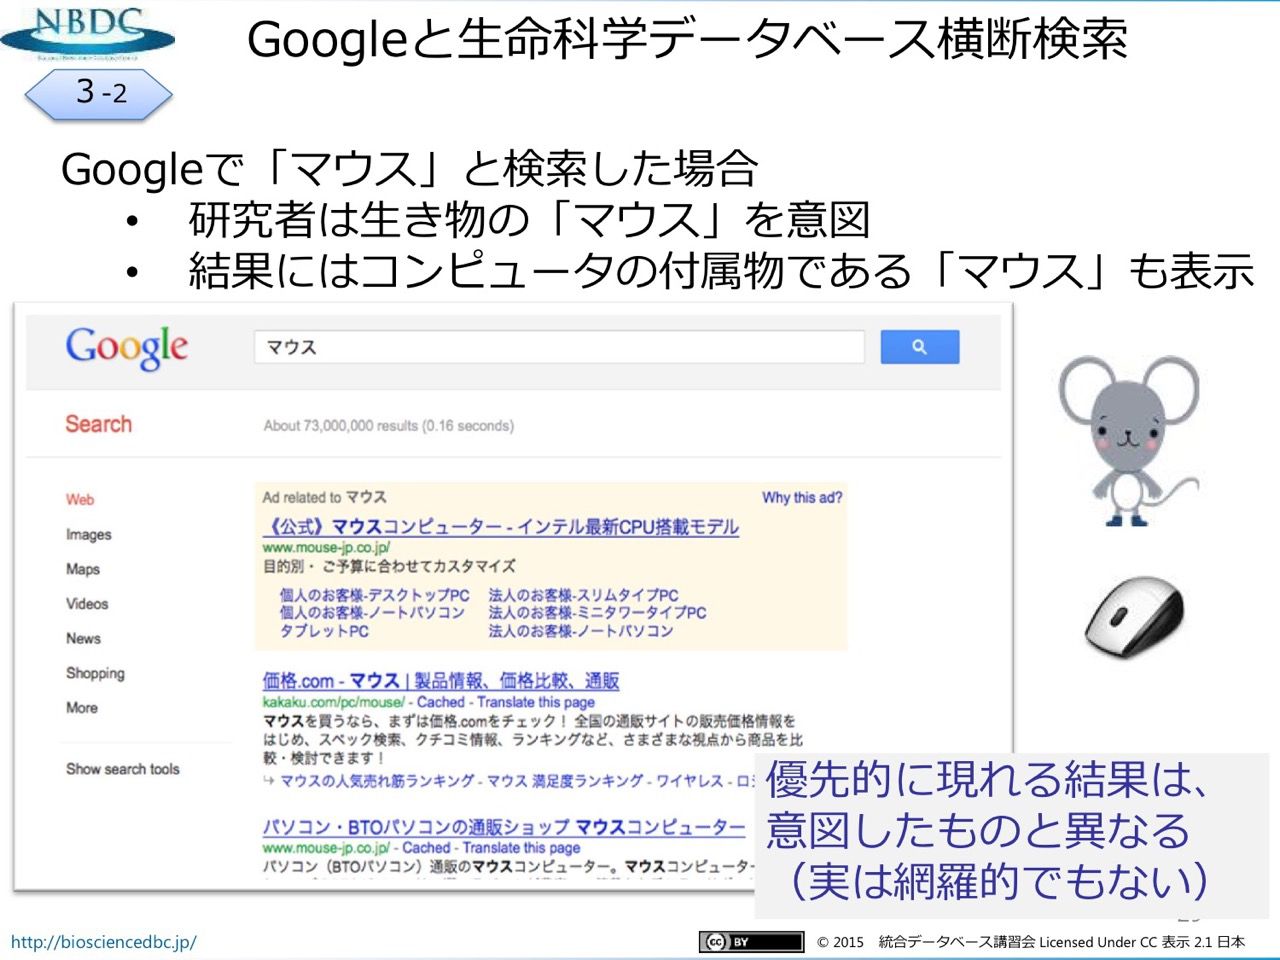 NBDC
Googleと生命科学データベース横断検索
3-2
Googleで「マウス」と検索した場合
• 研究者は生き物の「マウス」を意図
• 結果にはコンピュータの付属物である「マウス」も表示
Google
マウス
Search
About 73,000,000 results (0.16 seconds)
Web
Images
Maps
Videos
News
Shopping
More
Show search tools
Ad related to マウス
Why this ad?
《公式》マウスコンピューター - インテル最新CPU搭載モデル
www.mouse-jp.co.jp/
目的別・ ご予算に合わせてカスタマイズ
個人のお客様-デスクトップPC 法人のお客様-スリムタイプPC
個人のお客様-ノートパソコン 法人のお客様-ミニタワータイプPC
タブレットPC 法人のお客様-ノートパソコン
価格.com - マウス | 製品情報、価格比較、通販
kakaku.com/pc/mouse/ - Cached - Translate this page
マウスを買うなら、まずは価格.comをチェック！ 全国の通販サイトの販売価格情報を
はじめ、スペック検索、クチコミ情報、ランキングなど、さまざまな視点から商品を比
較・検討できます！
マウスの人気売れ筋ランキング - マウス 満足度ランキング - ワイヤレス - ロジ
パソコン・BTOパソコンの通販ショップ マウスコンピューター
www.mouse-jp.co.jp/ - Cached - Translate this page
パソコン（BTOパソコン）通販のマウスコンピューター。マウスコンピューター
優先的に現れる結果は、
意図したものと異なる
（実は網羅的でもない）
http://biosciencedbc.jp/
cc BY
© 2015 統合データベース講習会 Licensed Under CC 表示 2.1 日本